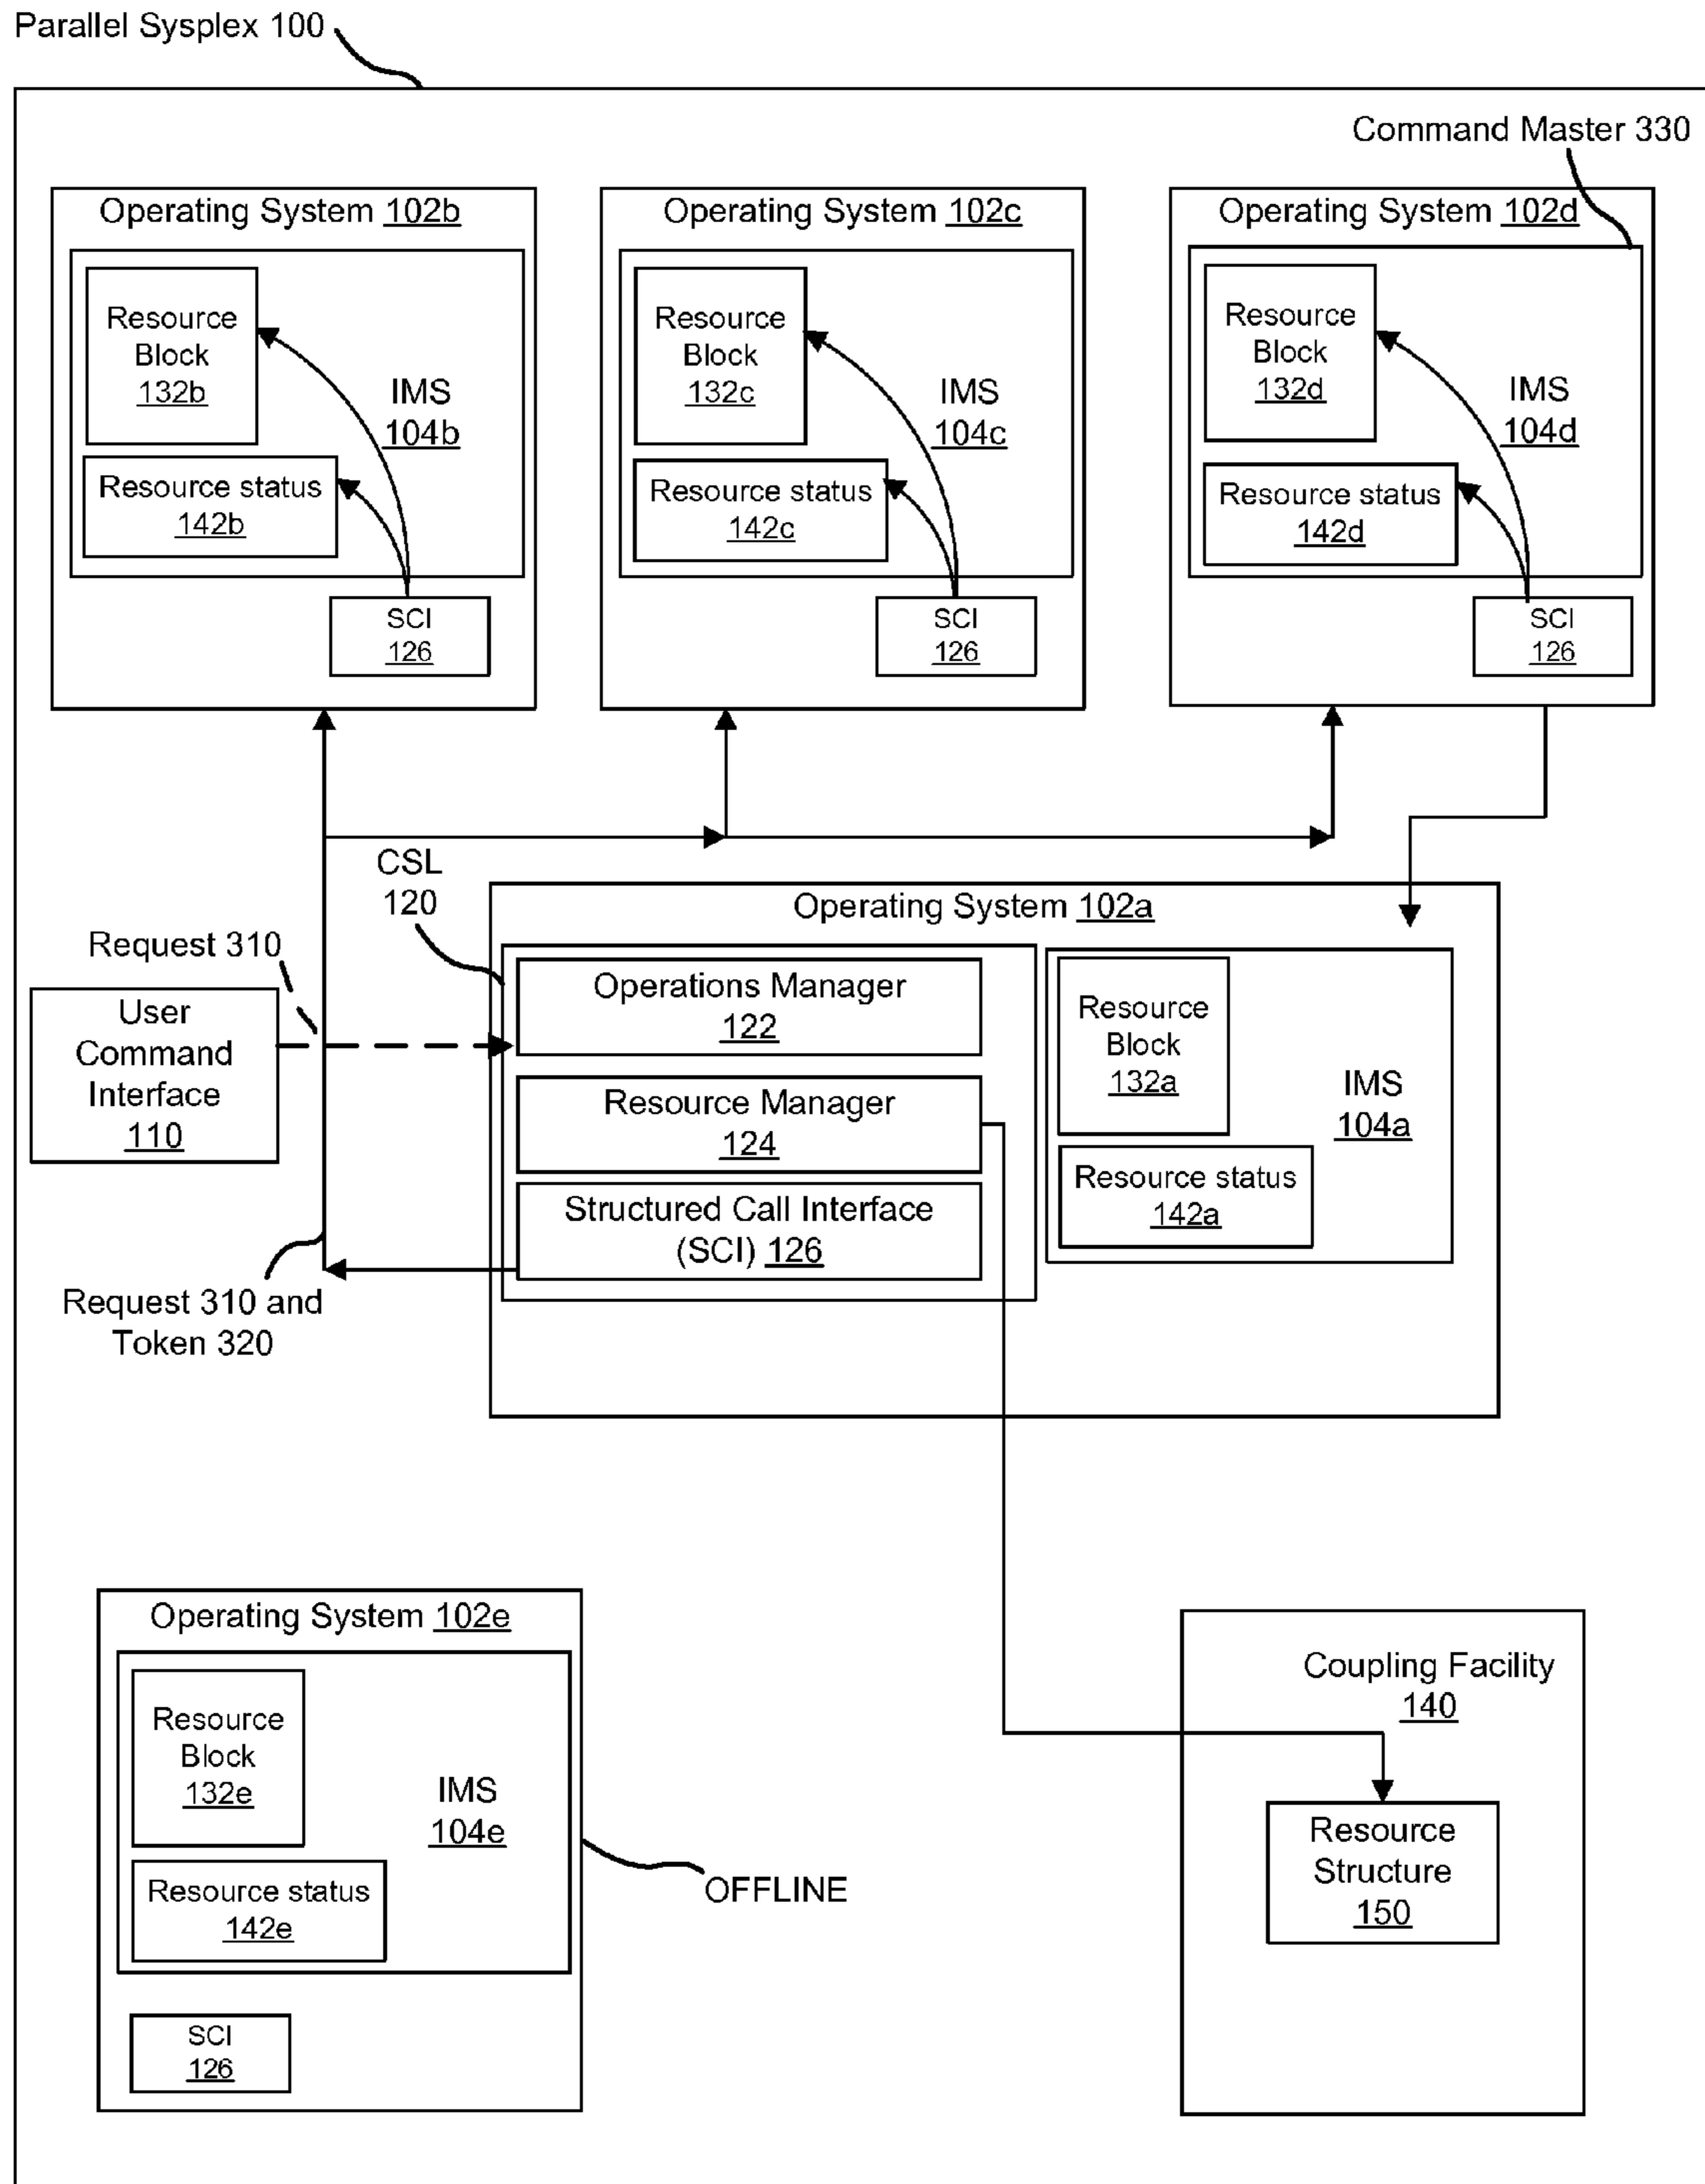 Parallel Sysplex 100
Command Master 330
Operating System 102b
Resource
Block
132b
IMS
104b
Resource status
142b
SCI
126
Operating System 102c
Resource
Block
132c
IMS
104c
Resource status
142c
SCI
126
Operating System 102d
Resource
Block
132d
IMS
104d
Resource status
142d
SCI
126
CSL
120
Request 310
User
Command
Interface
110
Request 310 and
Token 320
Operating System 102a
Operations Manager
122
Resource Manager
124
Structured Call Interface
(SCI) 126
Resource
Block
132a
IMS
104a
Resource status
142a
Operating System 102e
Resource
Block
132e
IMS
104e
Resource status
142e
SCI
126
OFFLINE
Coupling Facility
140
Resource
Structure
150